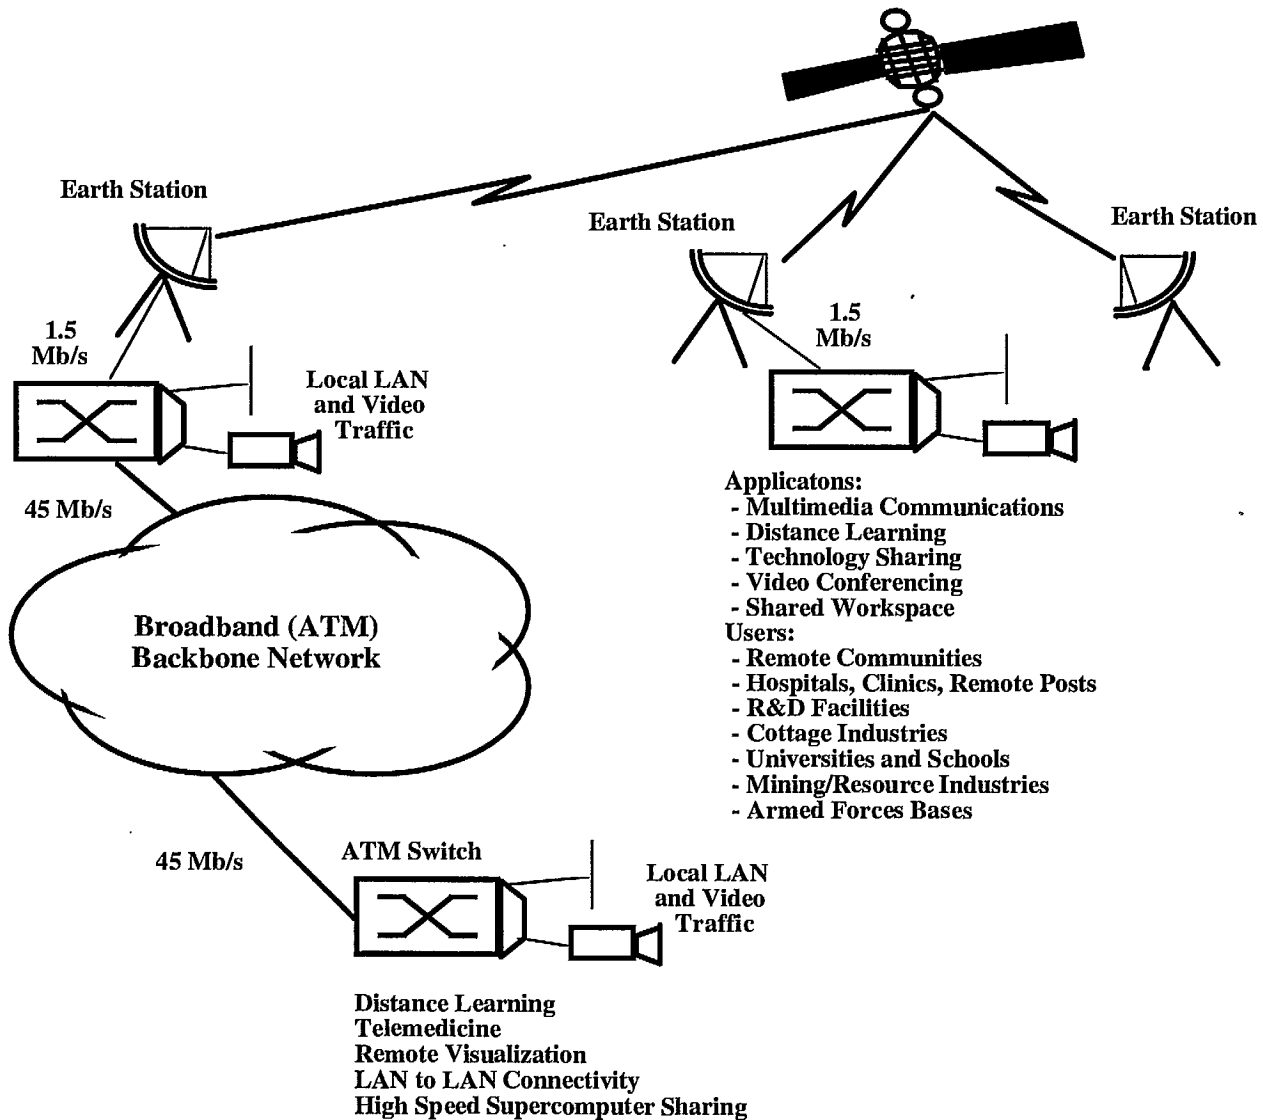 Earth Station
Earth Station
Earth Station
1.5
Mb/s
1.5
Mb/s
Local LAN
and Video
Traffic
45 Mb/s
Applicatons:
- Multimedia Communications
- Distance Learning
- Technology Sharing
- Video Conferencing
- Shared Workspace
Users:
- Remote Communities
- Hospitals, Clinics, Remote Posts
- R&D Facilities
- Cottage Industries
- Universities and Schools
- Mining/Resource Industries
- Armed Forces Bases
Broadband (ATM)
Backbone Network
45 Mb/s
ATM Switch
Local LAN
and Video
Traffic
Distance Learning
Telemedicine
Remote Visualization
LAN to LAN Connectivity
High Speed Supercomputer Sharing